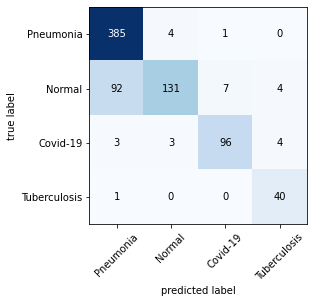 Pneumonia 385 4 1 0
Normal 92 131 7 4
Covid-19 3 3 96 4
Tuberculosis 1 0 0 40
true label
Pneumonia Normal Covid-19 Tuberculosis
predicted label